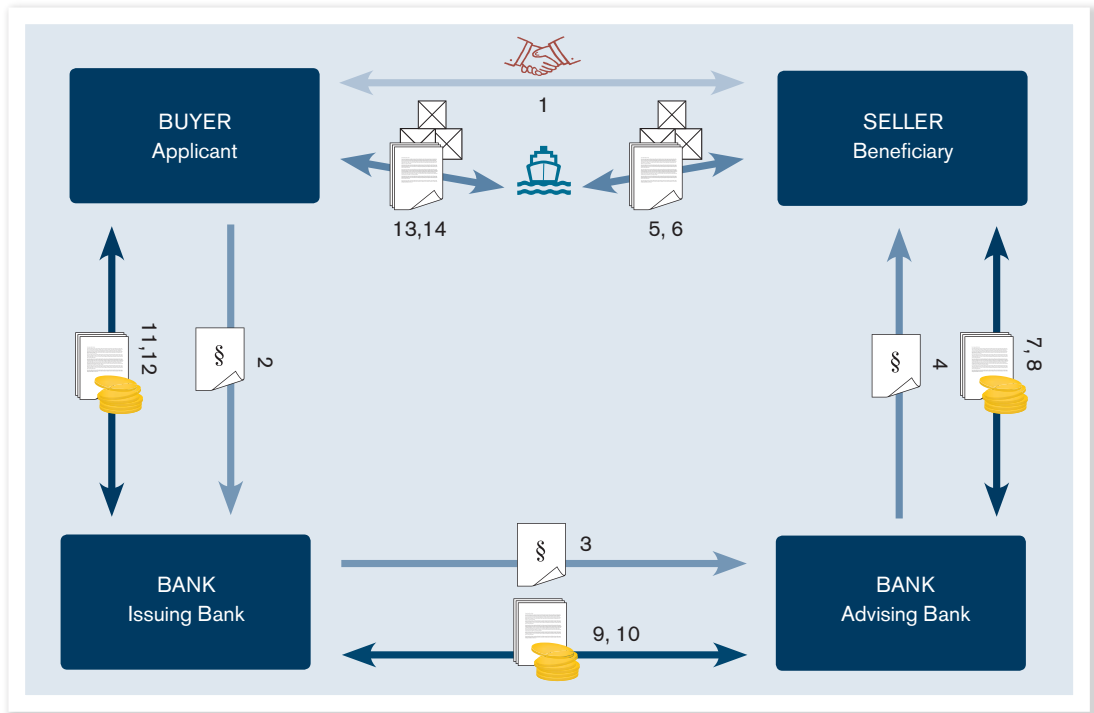 1
BUYER
Applicant
SELLER
Beneficiary
13,14
5, 6
11,12
§
2
§
4
7, 8
§
3
BANK
Issuing Bank
9, 10
BANK
Advising Bank